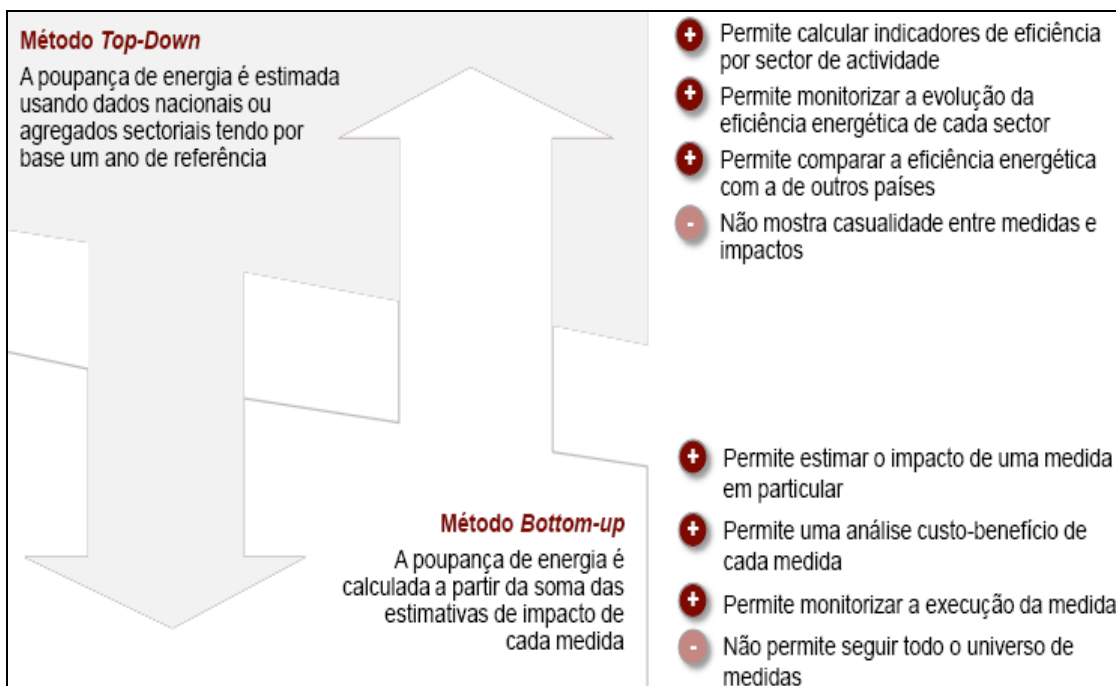 Método Top-Down
A poupança de energia é estimada
usando dados nacionais ou
agregados sectoriais tendo por
base um ano de referência
+ Permite calcular indicadores de eficiência
por sector de actividade
+ Permite monitorizar a evolução da
eficiência energética de cada sector
+ Permite comparar a eficiência energética
com a de outros países
- Não mostra casualidade entre medidas e
impactos
Método Bottom-up
A poupança de energia é
calculada a partir da soma das
estimativas de impacto de
cada medida
+ Permite estimar o impacto de uma medida
em particular
+ Permite uma análise custo-benefício de
cada medida
+ Permite monitorizar a execução da medida
- Não permite seguir todo o universo de
medidas